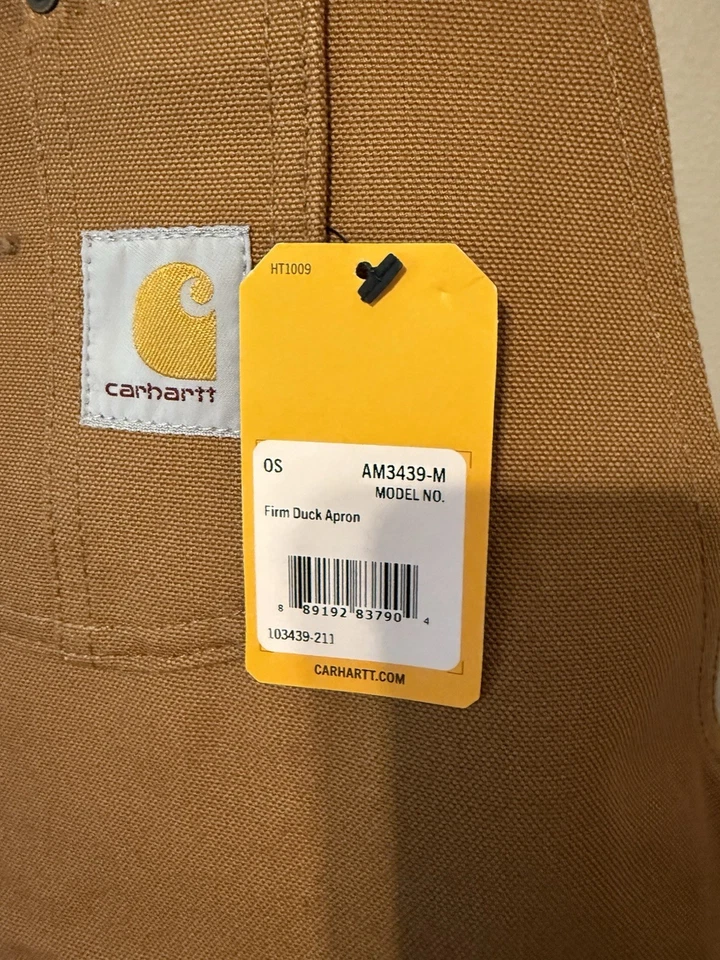 carhartt
HT1009
OS AM3439-M
MODEL NO.
Firm Duck Apron
8 89192 83790 4
103439-211
CARHARTT.COM